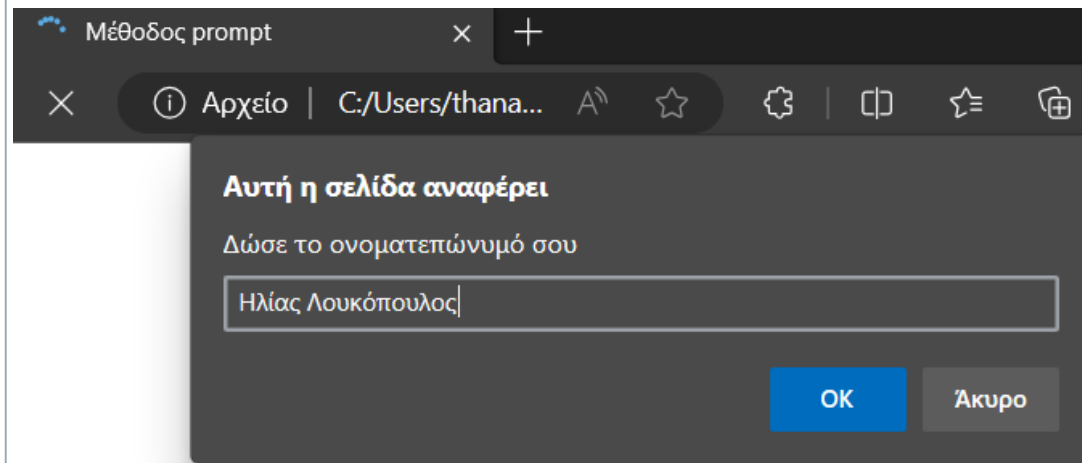 Μέθοδος prompt
Αρχείο | C:/Users/thana...
Αυτή η σελίδα αναφέρει
Δώσε το ονοματεπώνυμό σου
Ηλίας Λουκόπουλος
OK Άκυρο